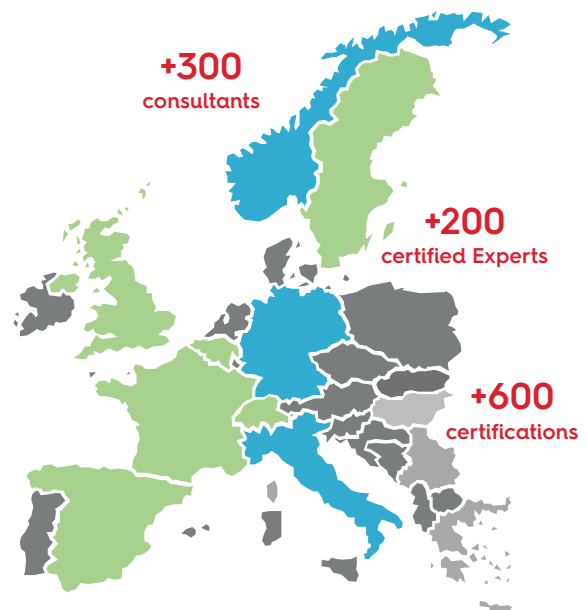 +300
consultants
+200
certified Experts
+600
certifications